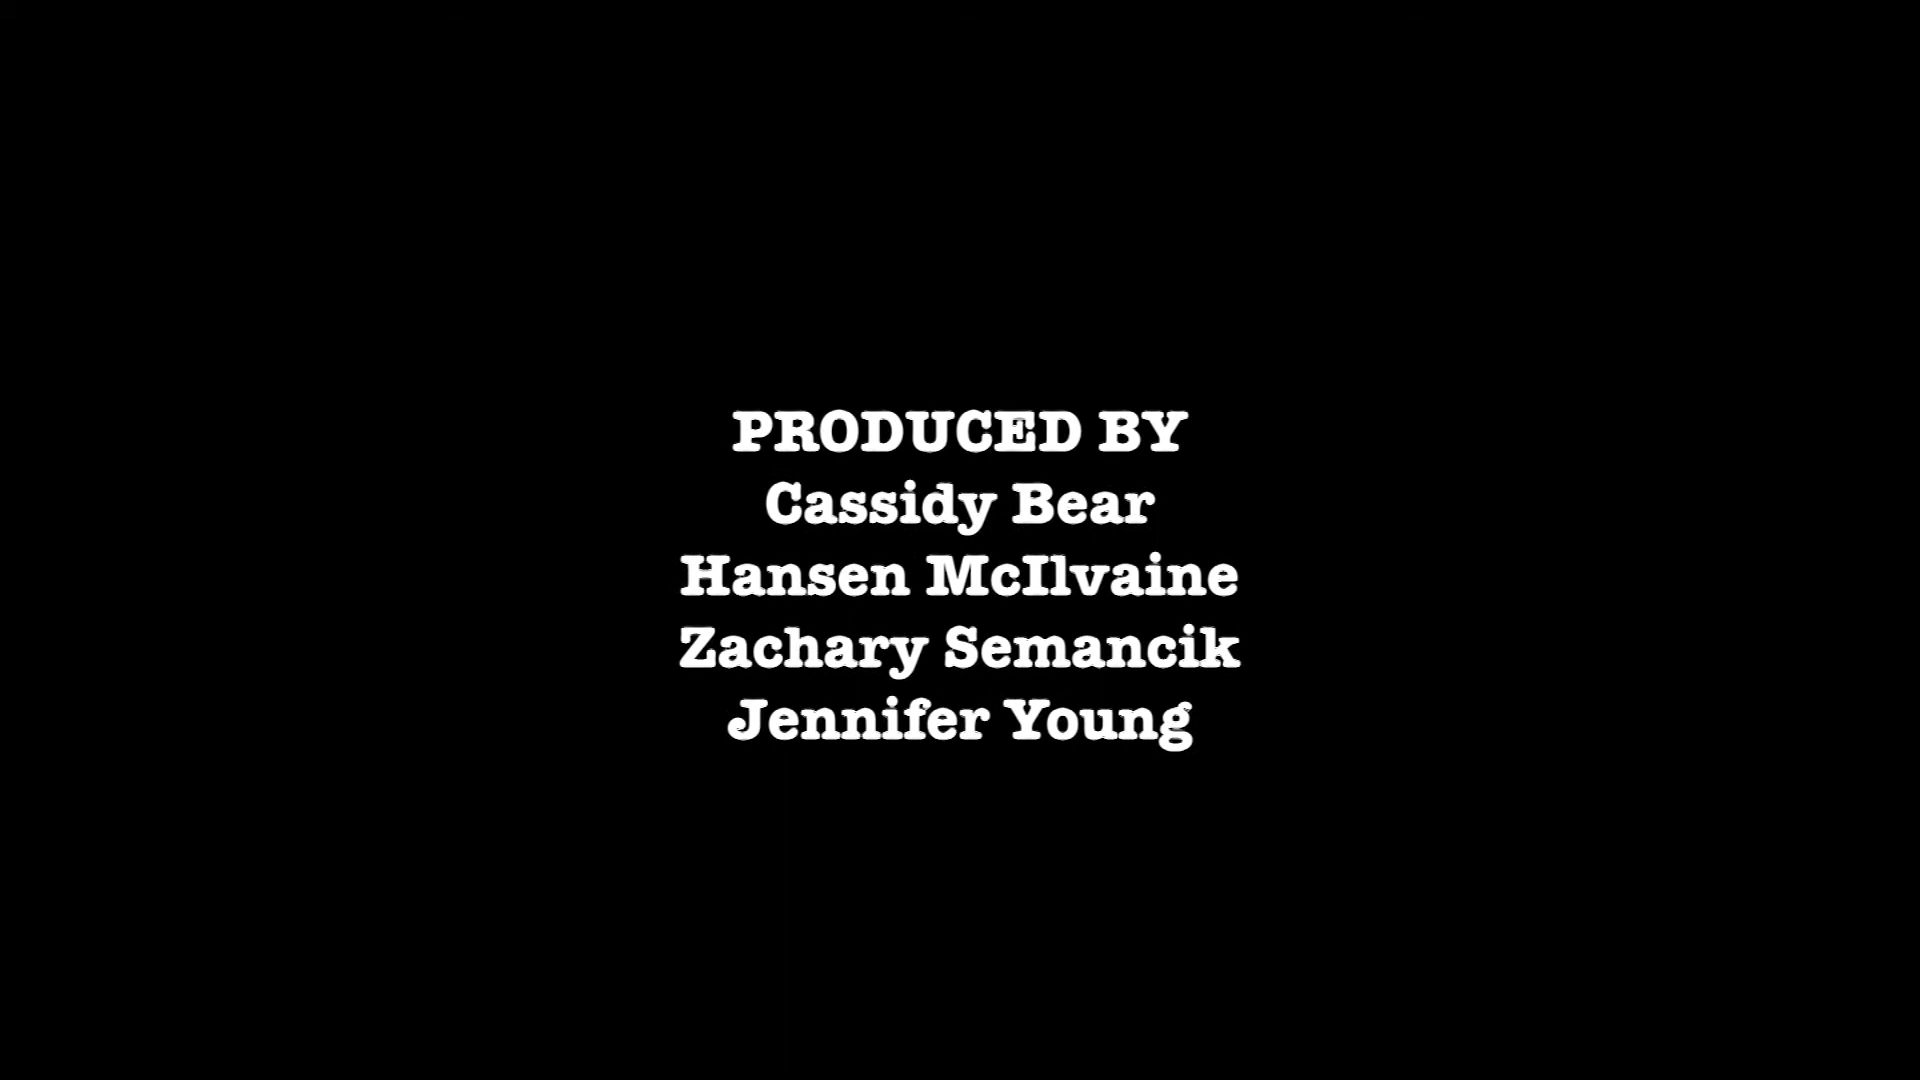 PRODUCED BY
Cassidy Bear
Hansen McIlvaine
Zachary Semancik
Jennifer Young